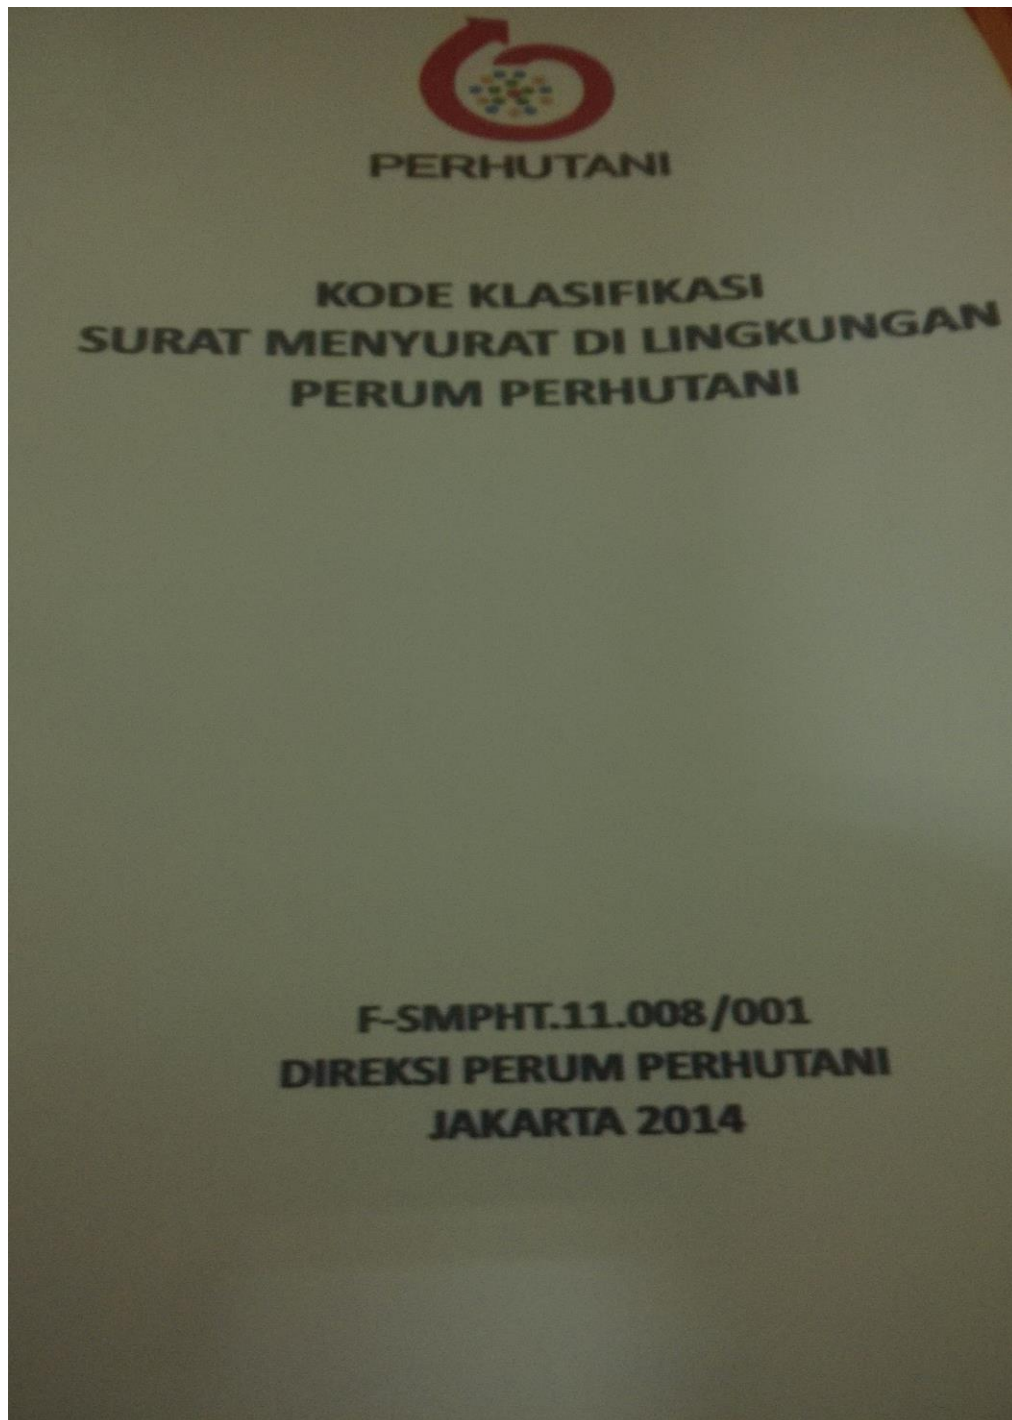 PERHUTANI
KODE KLASIFIKASI
SURAT MENYURAT DI LINGKUNGAN
PERUM PERHUTANI
F-SMPHT.11.008/001
DIREKSI PERUM PERHUTANI
JAKARTA 2014